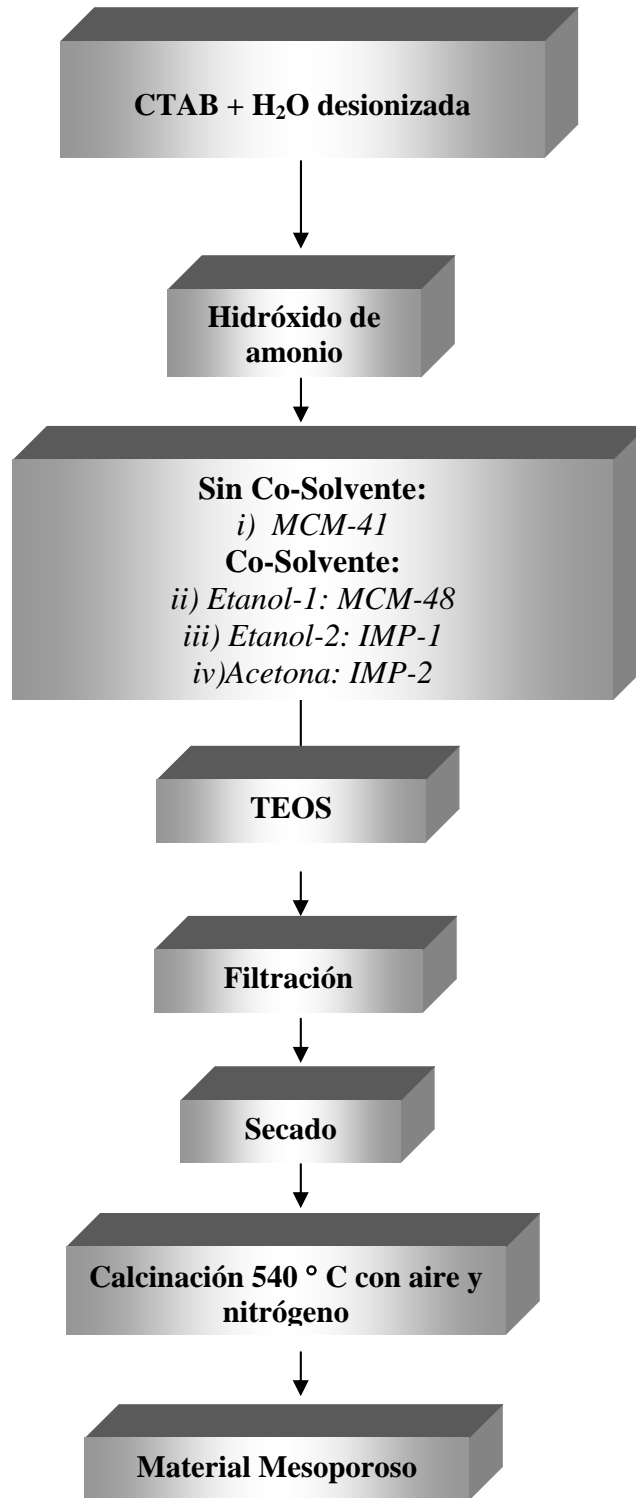 CTAB + H₂O desionizada
Hidróxido de
amonio
Sin Co-Solvente:
i) MCM-41
Co-Solvente:
ii) Etanol-1: MCM-48
iii) Etanol-2: IMP-1
iv)Acetona: IMP-2
TEOS
Filtración
Secado
Calcinación 540 ° C con aire y
nitrógeno
Material Mesoporoso